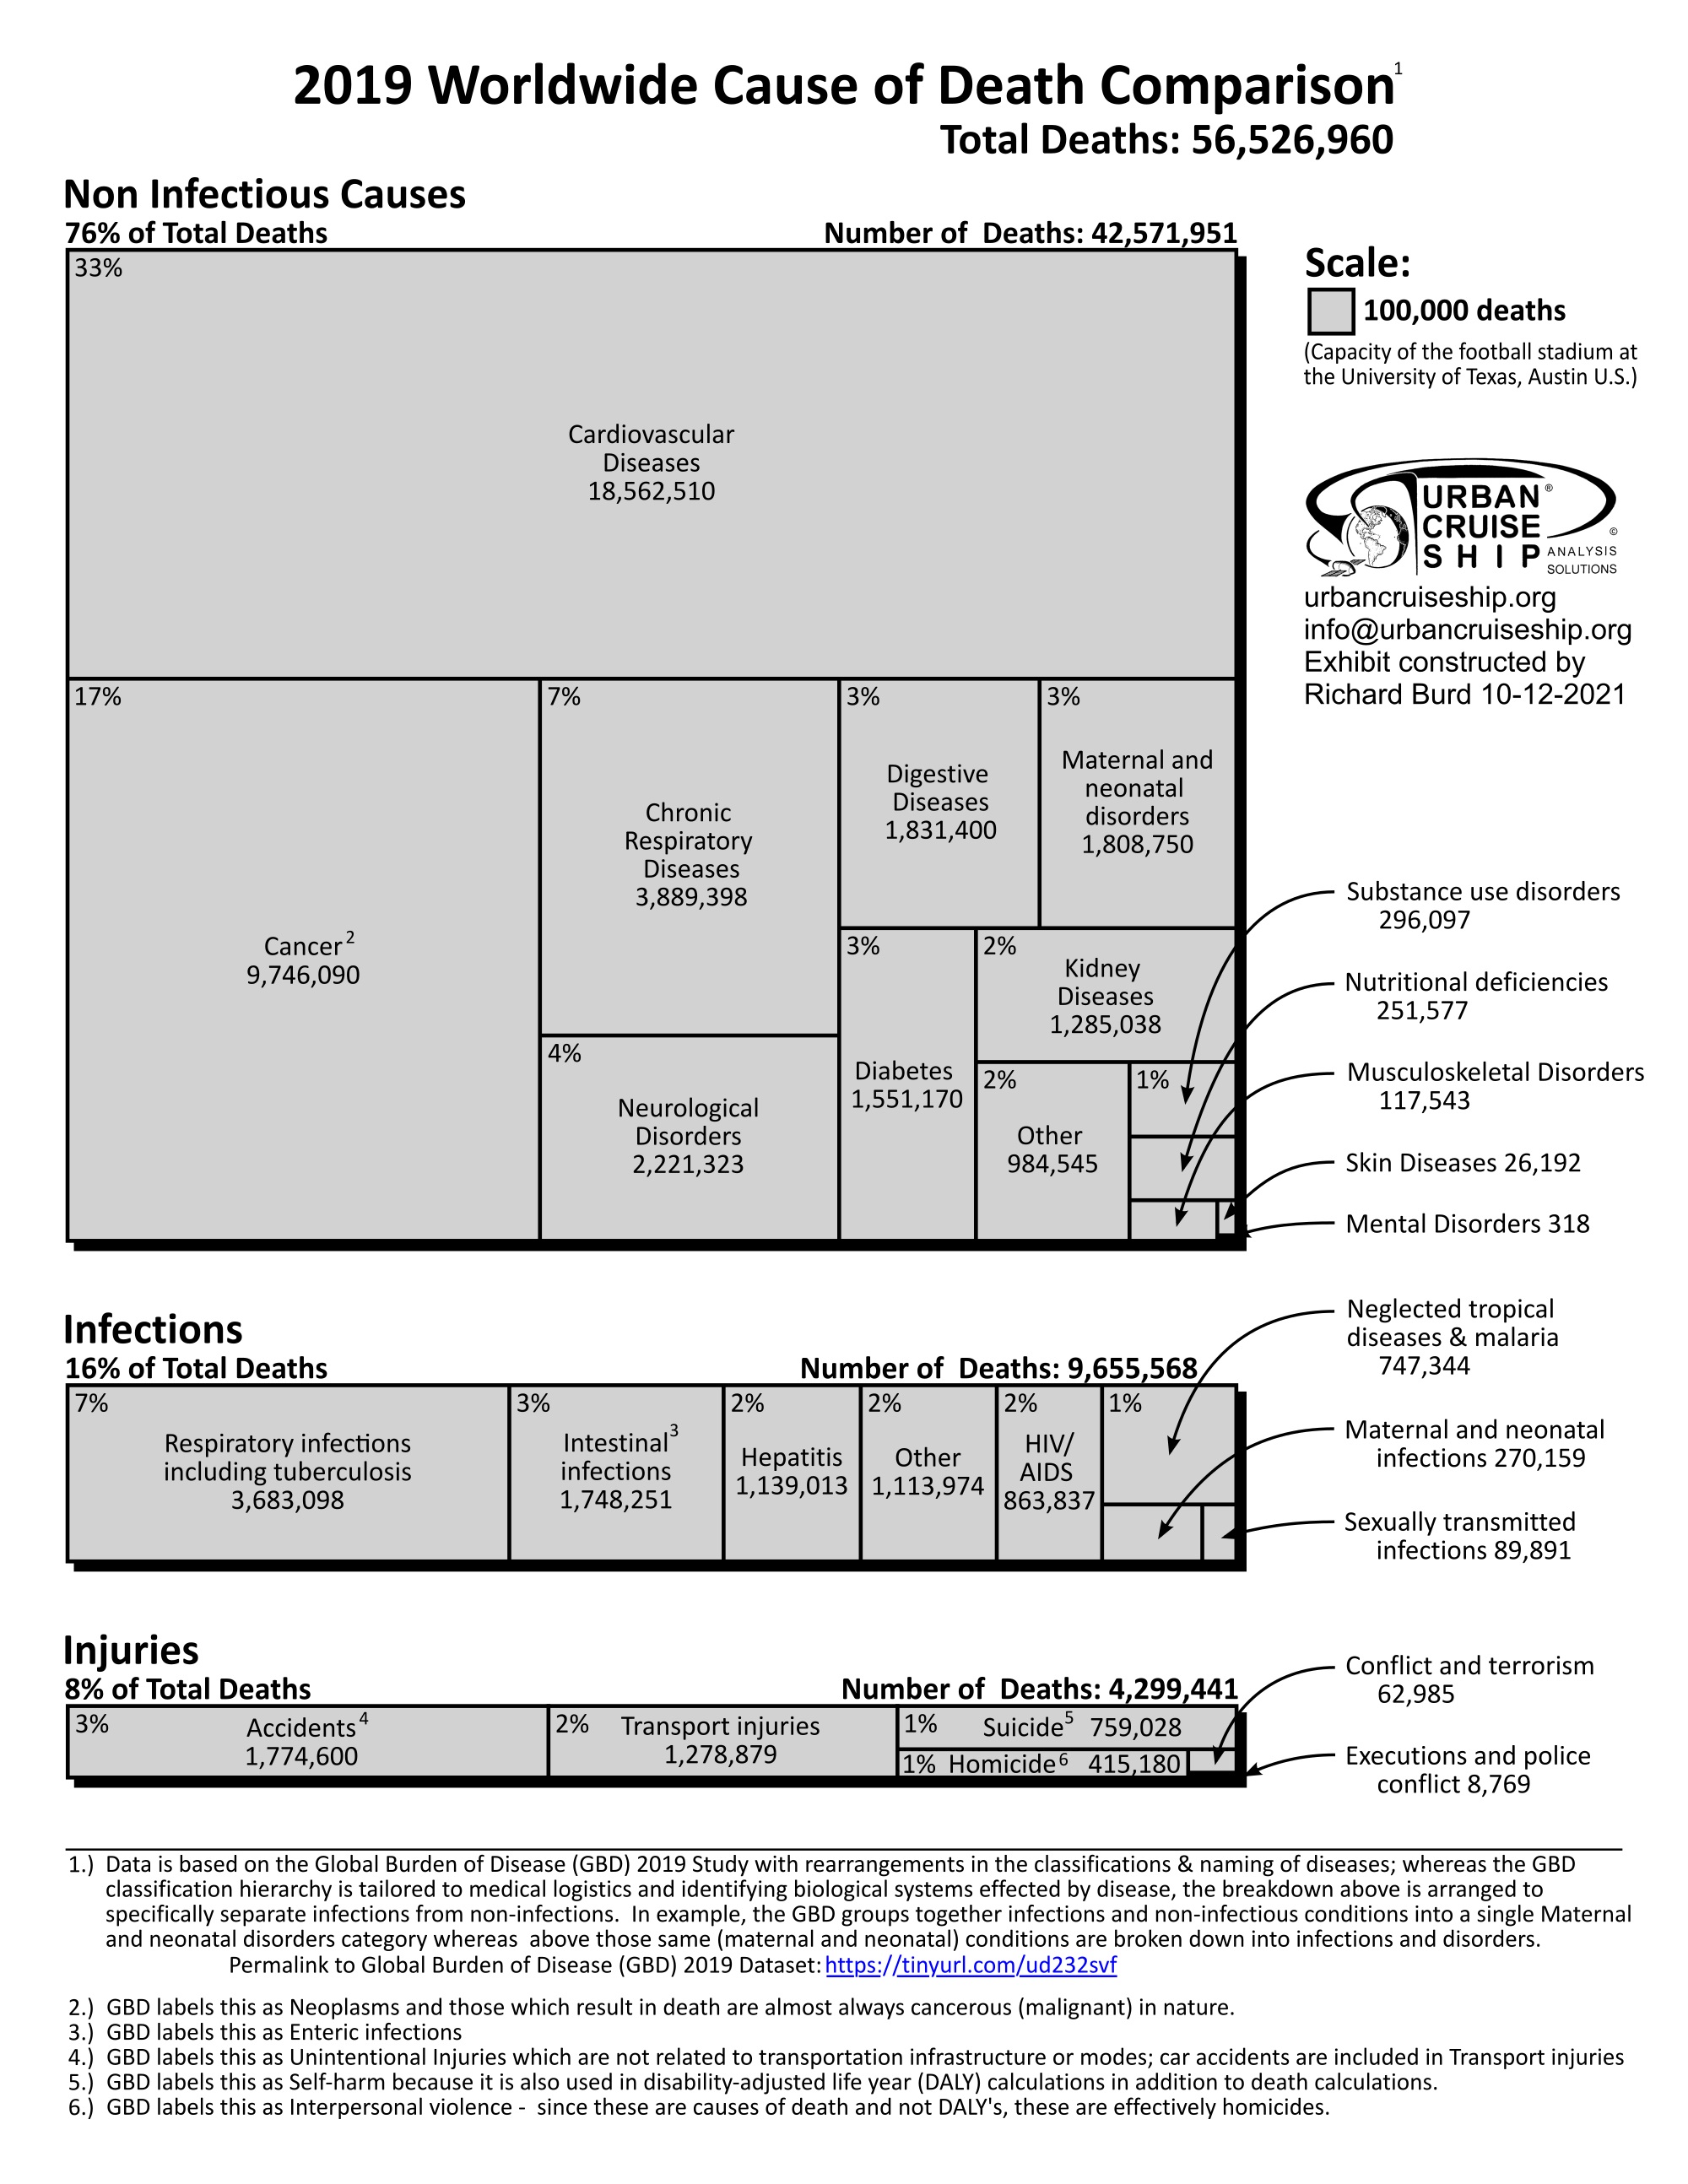 2019 Worldwide Cause of Death Comparison1
Total Deaths: 56,526,960
Non Infectious Causes
76% of Total Deaths
Number of Deaths: 42,571,951
33%
Cardiovascular
Diseases
18,562,510
17%
Cancer2
9,746,090
7%
Chronic
Respiratory
Diseases
3,889,398
4%
Neurological
Disorders
2,221,323
3%
Digestive
Diseases
1,831,400
3%
Maternal and
neonatal
disorders
1,808,750
3%
Diabetes
1,551,170
2%
Kidney
Diseases
1,285,038
2%
Other
984,545
1%
Substance use disorders
296,097
Nutritional deficiencies
251,577
Musculoskeletal Disorders
117,543
Skin Diseases 26,192
Mental Disorders 318
Scale:
100,000 deaths
(Capacity of the football stadium at
the University of Texas, Austin U.S.)
URBAN®
CRUISE ©
SHIP ANALYSIS
SOLUTIONS
urbancruiseship.org
info@urbancruiseship.org
Exhibit constructed by
Richard Burd 10-12-2021
Infections
16% of Total Deaths
Number of Deaths: 9,655,568
7%
Respiratory infections
including tuberculosis
3,683,098
3%
Intestinal3
infections
1,748,251
2%
Hepatitis
1,139,013
2%
Other
1,113,974
2%
HIV/
AIDS
863,837
1%
Neglected tropical
diseases & malaria
747,344
Maternal and neonatal
infections 270,159
Sexually transmitted
infections 89,891
Injuries
8% of Total Deaths
Number of Deaths: 4,299,441
3%
Accidents4
1,774,600
2%
Transport injuries
1,278,879
1% Suicide5 759,028
1% Homicide6 415,180
Conflict and terrorism
62,985
Executions and police
conflict 8,769
1.) Data is based on the Global Burden of Disease (GBD) 2019 Study with rearrangements in the classifications & naming of diseases; whereas the GBD
classification hierarchy is tailored to medical logistics and identifying biological systems effected by disease, the breakdown above is arranged to
specifically separate infections from non-infections. In example, the GBD groups together infections and non-infectious conditions into a single Maternal
and neonatal disorders category whereas above those same (maternal and neonatal) conditions are broken down into infections and disorders.
Permalink to Global Burden of Disease (GBD) 2019 Dataset: https://tinyurl.com/ud232svf
2.) GBD labels this as Neoplasms and those which result in death are almost always cancerous (malignant) in nature.
3.) GBD labels this as Enteric infections
4.) GBD labels this as Unintentional Injuries which are not related to transportation infrastructure or modes; car accidents are included in Transport injuries
5.) GBD labels this as Self-harm because it is also used in disability-adjusted life year (DALY) calculations in addition to death calculations.
6.) GBD labels this as Interpersonal violence - since these are causes of death and not DALY's, these are effectively homicides.